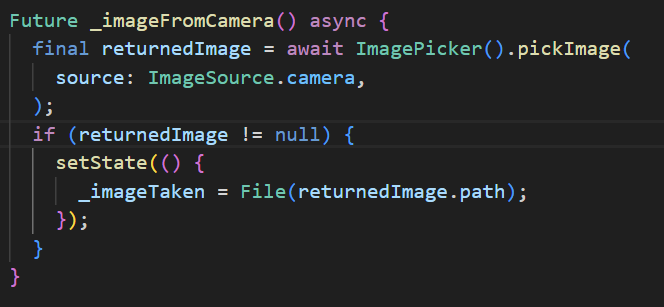 Future _imageFromCamera() async {
  final returnedImage = await ImagePicker().pickImage(
    source: ImageSource.camera,
  );
  if (returnedImage != null) {
    setState(() {
      _imageTaken = File(returnedImage.path);
    });
  }
}